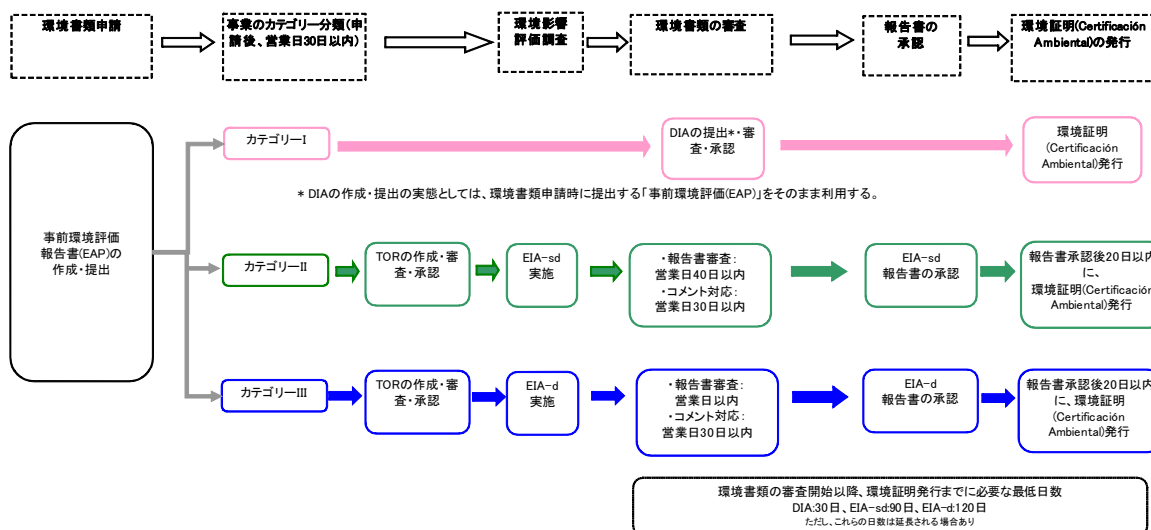 環境書類申請
事業のカテゴリー分類(申
請後、営業日30日以内)
環境影響
評価調査
環境書類の審査
報告書の
承認
環境証明(Certificación
Ambiental)の発行
事前環境評価
報告書(EAP)の
作成・提出
カテゴリーI
DIAの提出*・審
査・承認
環境証明
(Certificación
Ambiental)発行
* DIAの作成・提出の実態としては、環境書類申請時に提出する「事前環境評価(EAP)」をそのまま利用する。
カテゴリーII
TORの作成・審
査・承認
EIA-sd
実施
・報告書審査:
営業日40日以内
・コメント対応:
営業日30日以内
EIA-sd
報告書の承認
報告書承認後20日以内
に、
環境証明(Certificación
Ambiental)発行
カテゴリーIII
TORの作成・審
査・承認
EIA-d
実施
・報告書審査:
営業日以内
・コメント対応:
営業日30日以内
EIA-d
報告書の承認
報告書承認後20日以内
に、環境証明
(Certificación
Ambiental)発行
環境書類の審査開始以降、環境証明発行までに必要な最低日数
DIA:30日、EIA-sd:90日、EIA-d:120日
ただし、これらの日数は延長される場合あり